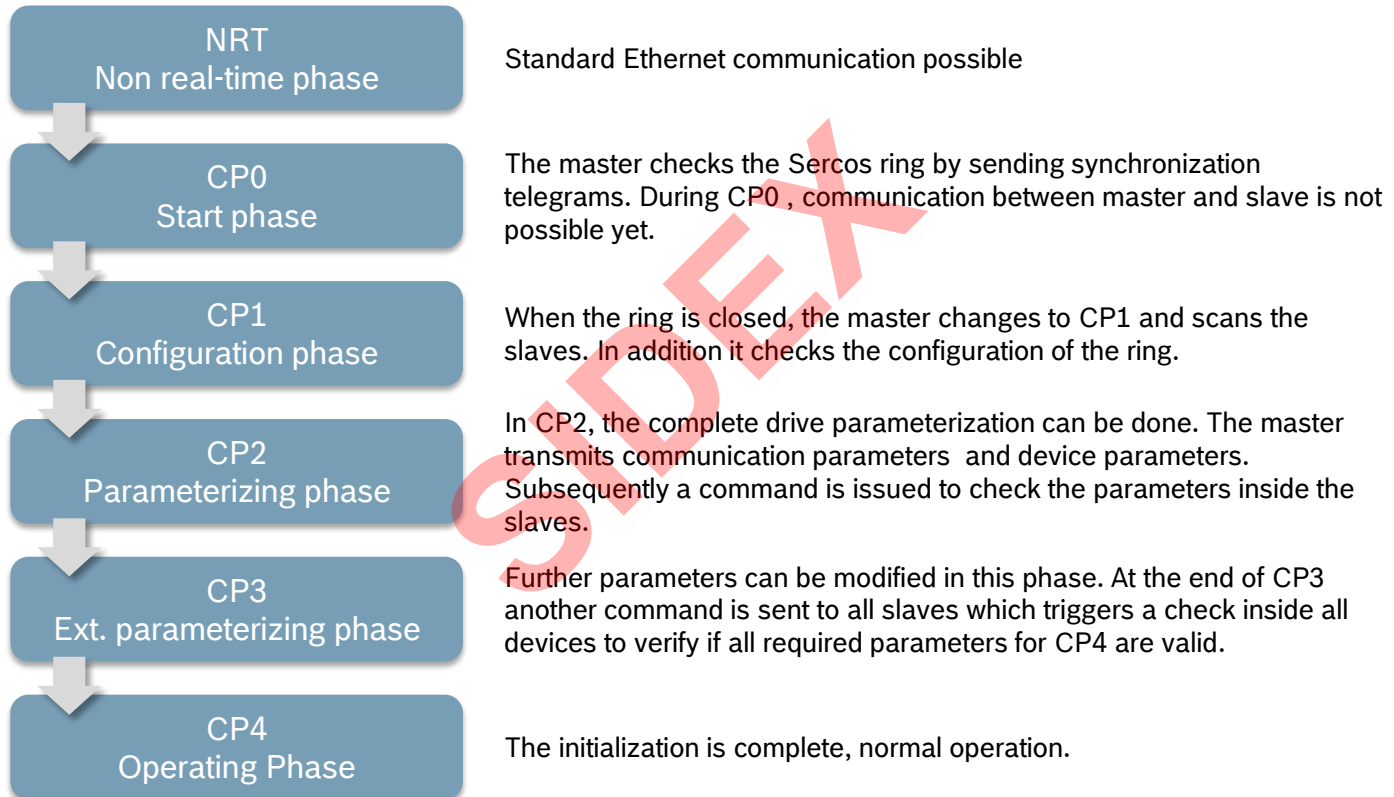 NRT
Non real-time phase
Standard Ethernet communication possible
CP0
Start phase
The master checks the Sercos ring by sending synchronization
telegrams. During CP0 , communication between master and slave is not
possible yet.
CP1
Configuration phase
When the ring is closed, the master changes to CP1 and scans the
slaves. In addition it checks the configuration of the ring.
CP2
Parameterizing phase
In CP2, the complete drive parameterization can be done. The master
transmits communication parameters  and device parameters.
Subsequently a command is issued to check the parameters inside the
slaves.
CP3
Ext. parameterizing phase
Further parameters can be modified in this phase. At the end of CP3
another command is sent to all slaves which triggers a check inside all
devices to verify if all required parameters for CP4 are valid.
CP4
Operating Phase
The initialization is complete, normal operation.
SIDEX